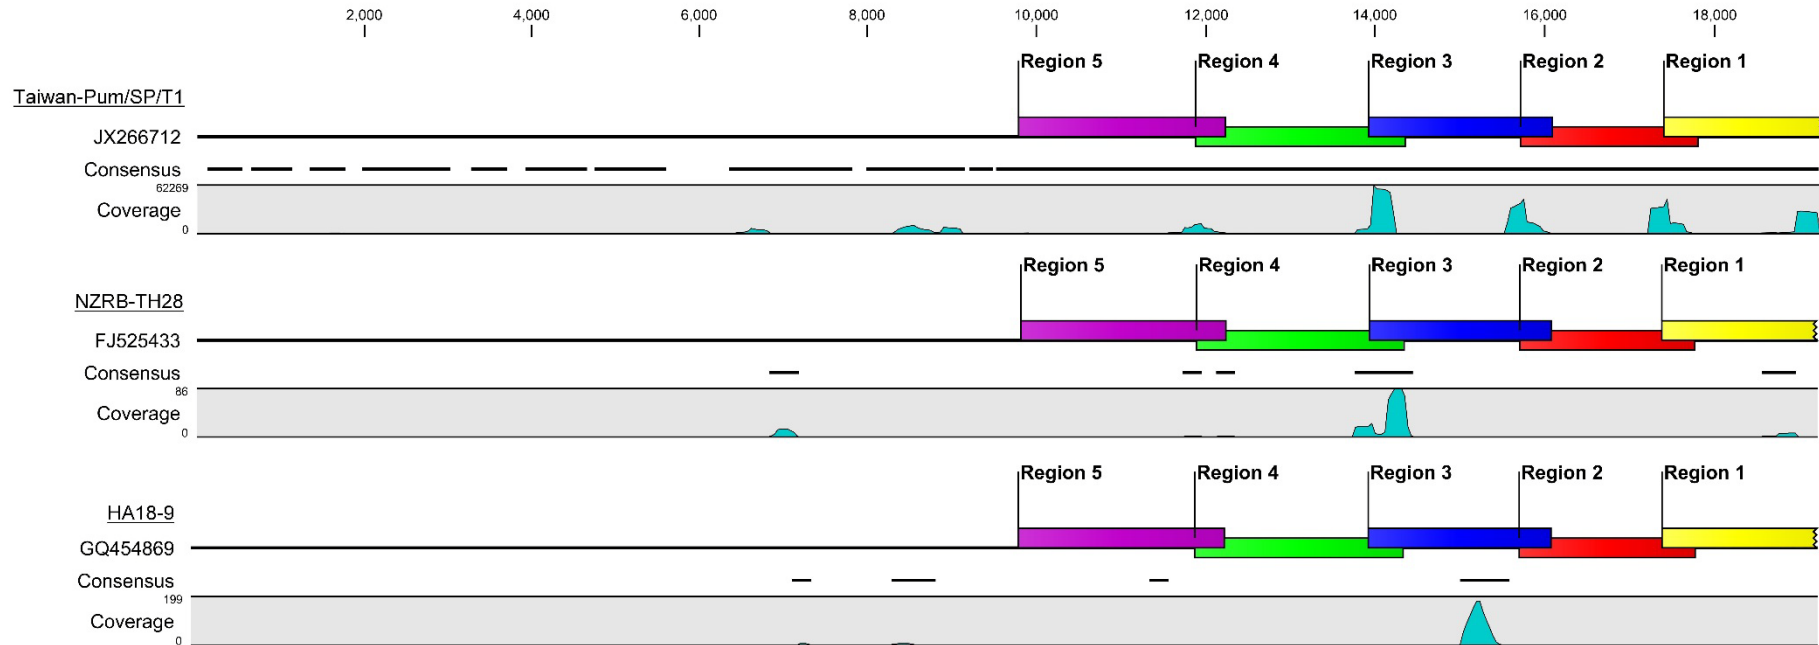 2,000 4,000 6,000 8,000 10,000 12,000 14,000 16,000 18,000
Region 5 Region 4 Region 3 Region 2 Region 1
Taiwan-Pum/SP/T1
JX266712
Consensus
62269
Coverage
0
Region 5 Region 4 Region 3 Region 2 Region 1
NZRB-TH28
FJ525433
Consensus
86
Coverage
0
Region 5 Region 4 Region 3 Region 2 Region 1
HA18-9
GQ454869
Consensus
199
Coverage
0